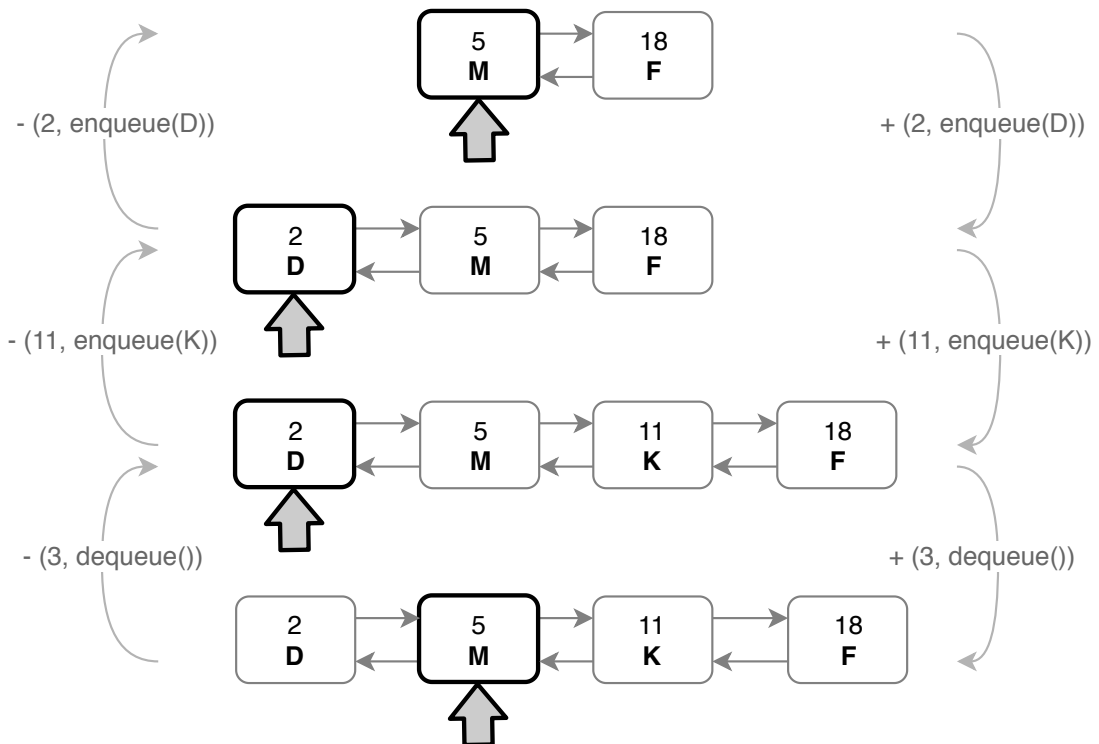 5 18
M F
- (2, enqueue(D)) + (2, enqueue(D))
2 5 18
D M F
- (11, enqueue(K)) + (11, enqueue(K))
2 5 11 18
D M K F
- (3, dequeue()) + (3, dequeue())
2 5 11 18
D M K F